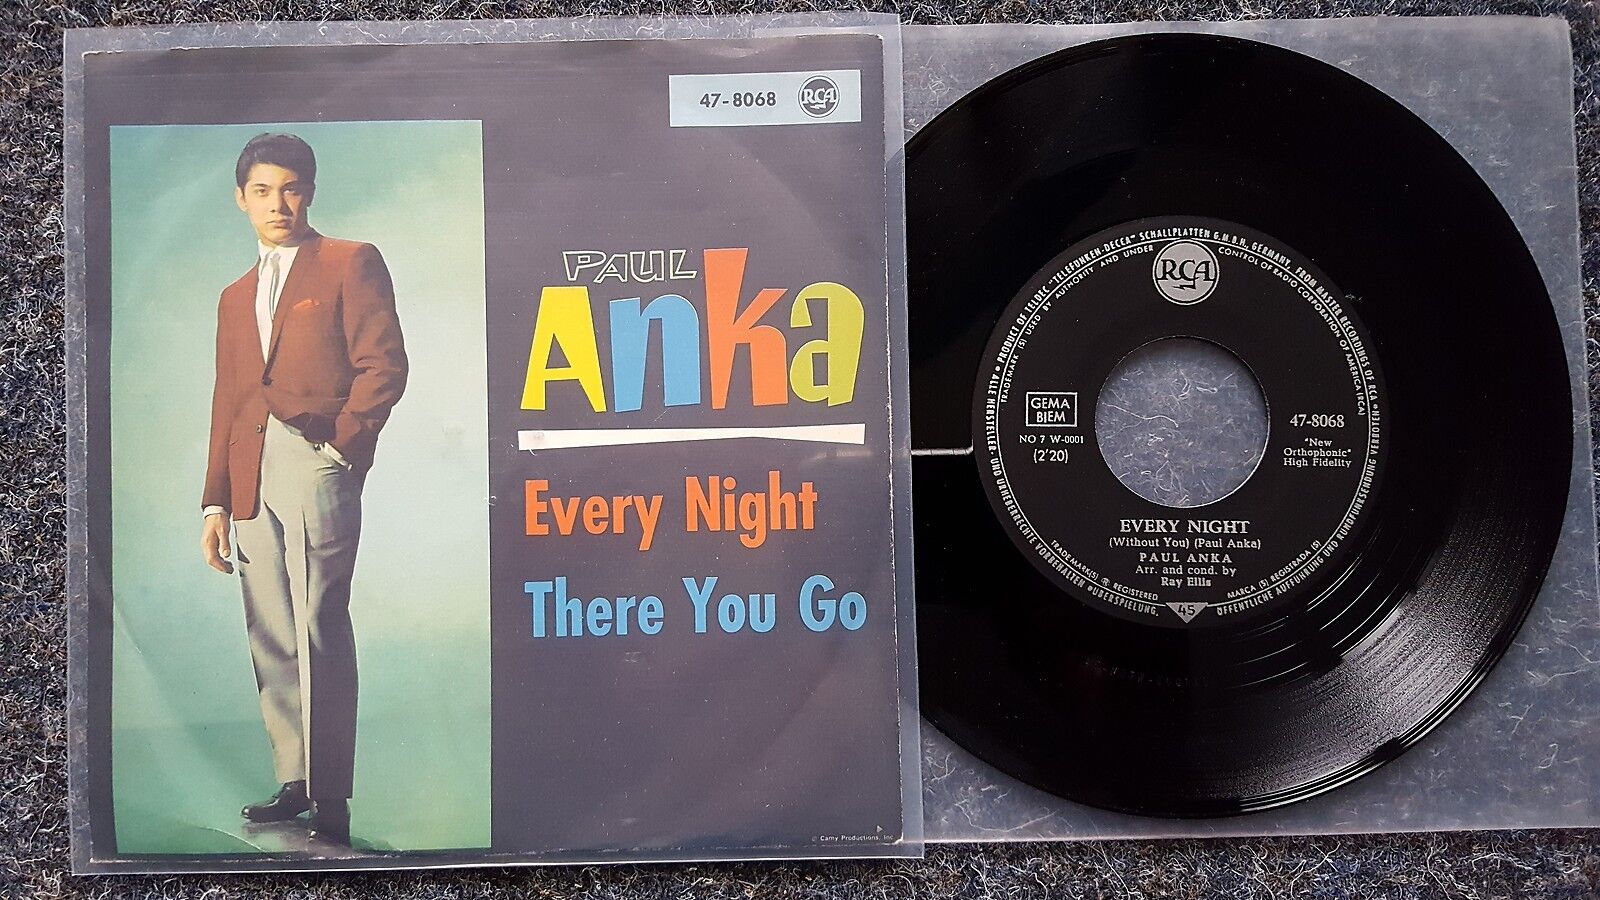 47-8068 RCA
PAUL
Anka
Every Night
There You Go
© Camy Productions, Inc.
• PRODUCT OF TELDEC "TELEFUNKEN-DECCA" SCHALLPLATTEN G.M.B.H., GERMANY, FROM MASTER RECORDINGS OF RCA •
TRADEMARK (S) USED BY AUTHORITY AND UNDER CONTROL OF RADIO CORPORATION OF AMERICA (RCA)
RCA
GEMA
BIEM
NO 7 W-0001
(2'20)
47-8068
"New
Orthophonic"
High Fidelity
EVERY NIGHT
(Without You) (Paul Anka)
PAUL ANKA
Arr. and cond. by
Ray Ellis
TRADEMARK(S) ® REGISTERED
MARCA (S) REGISTRADA (S)
45
ALLE HERSTELLER- UND URHEBERRECHTE VORBEHALTEN • ÜBERSPIELUNG, ÖFFENTLICHE AUFFÜHRUNG UND RUNDFUNKSENDUNG VERBOTEN